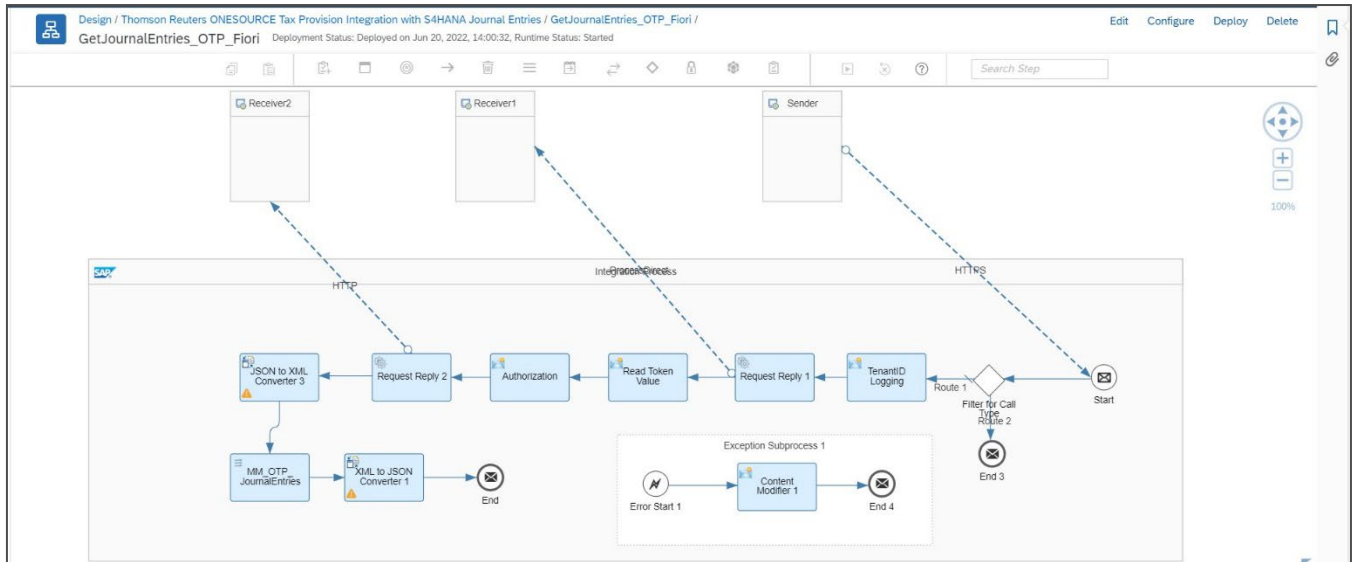 Design / Thomson Reuters ONESOURCE Tax Provision Integration with S4HANA Journal Entries / GetJournalEntries_OTP_Fiori /
Edit Configure Deploy Delete
GetJournalEntries_OTP_Fiori Deployment Status: Deployed on Jun 20, 2022, 14:00:32, Runtime Status: Started
Search Step
Receiver2
Receiver1
Sender
100%
SAP
Integration Process
ProcessDirect
HTTPS
HTTP
JSON to XML
Converter 3
Request Reply 2
Authorization
Read Token
Value
Request Reply 1
TenantID
Logging
Route 1
Filter for Call
Type
Route 2
Start
MM_OTP_
JournalEntries
XML to JSON
Converter 1
End
Exception Subprocess 1
Error Start 1
Content
Modifier 1
End 4
End 3